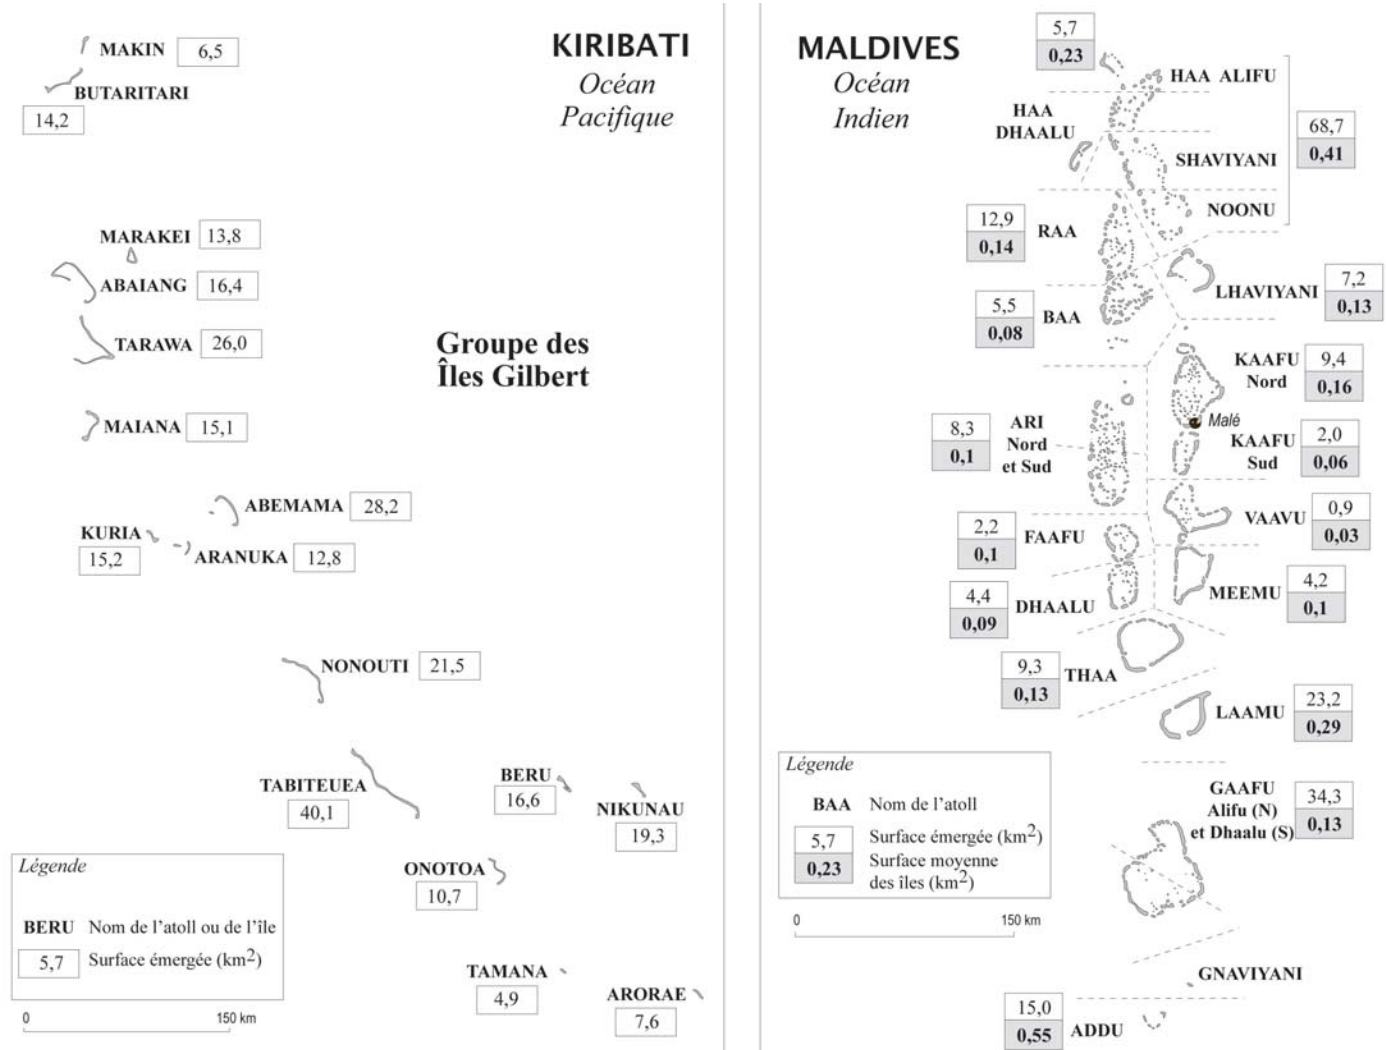 KIRIBATI
Océan
Pacifique
MAKIN 6,5
BUTARITARI
14,2
MARAKEI 13,8
ABAIANG 16,4
TARAWA 26,0
Groupe des
Îles Gilbert
MAIANA 15,1
ABEMAMA 28,2
KURIA
15,2
ARANUKA 12,8
NONOUTI 21,5
TABITEUEA
40,1
BERU
16,6
NIKUNAU
19,3
ONOTOA
10,7
TAMANA
4,9
ARORAE
7,6
Légende
BERU Nom de l'atoll ou de l'île
5,7 Surface émergée (km2)
0 150 km
MALDIVES
Océan
Indien
5,7
0,23
HAA ALIFU
HAA
DHAALU
SHAVIYANI
NOONU
68,7
0,41
12,9
0,14
RAA
LHAVIYANI
7,2
0,13
5,5
0,08
BAA
KAAFU
Nord
9,4
0,16
Malé
8,3
0,1
ARI
Nord
et Sud
KAAFU
Sud
2,0
0,06
VAAVU
0,9
0,03
2,2
0,1
FAAFU
MEEMU
4,2
0,1
4,4
0,09
DHAALU
9,3
0,13
THAA
LAAMU
23,2
0,29
GAAFU
Alifu (N)
et Dhaalu (S)
34,3
0,13
GNAVIYANI
15,0
0,55
ADDU
Légende
BAA Nom de l'atoll
5,7 Surface émergée (km2)
0,23 Surface moyenne
des îles (km2)
0 150 km